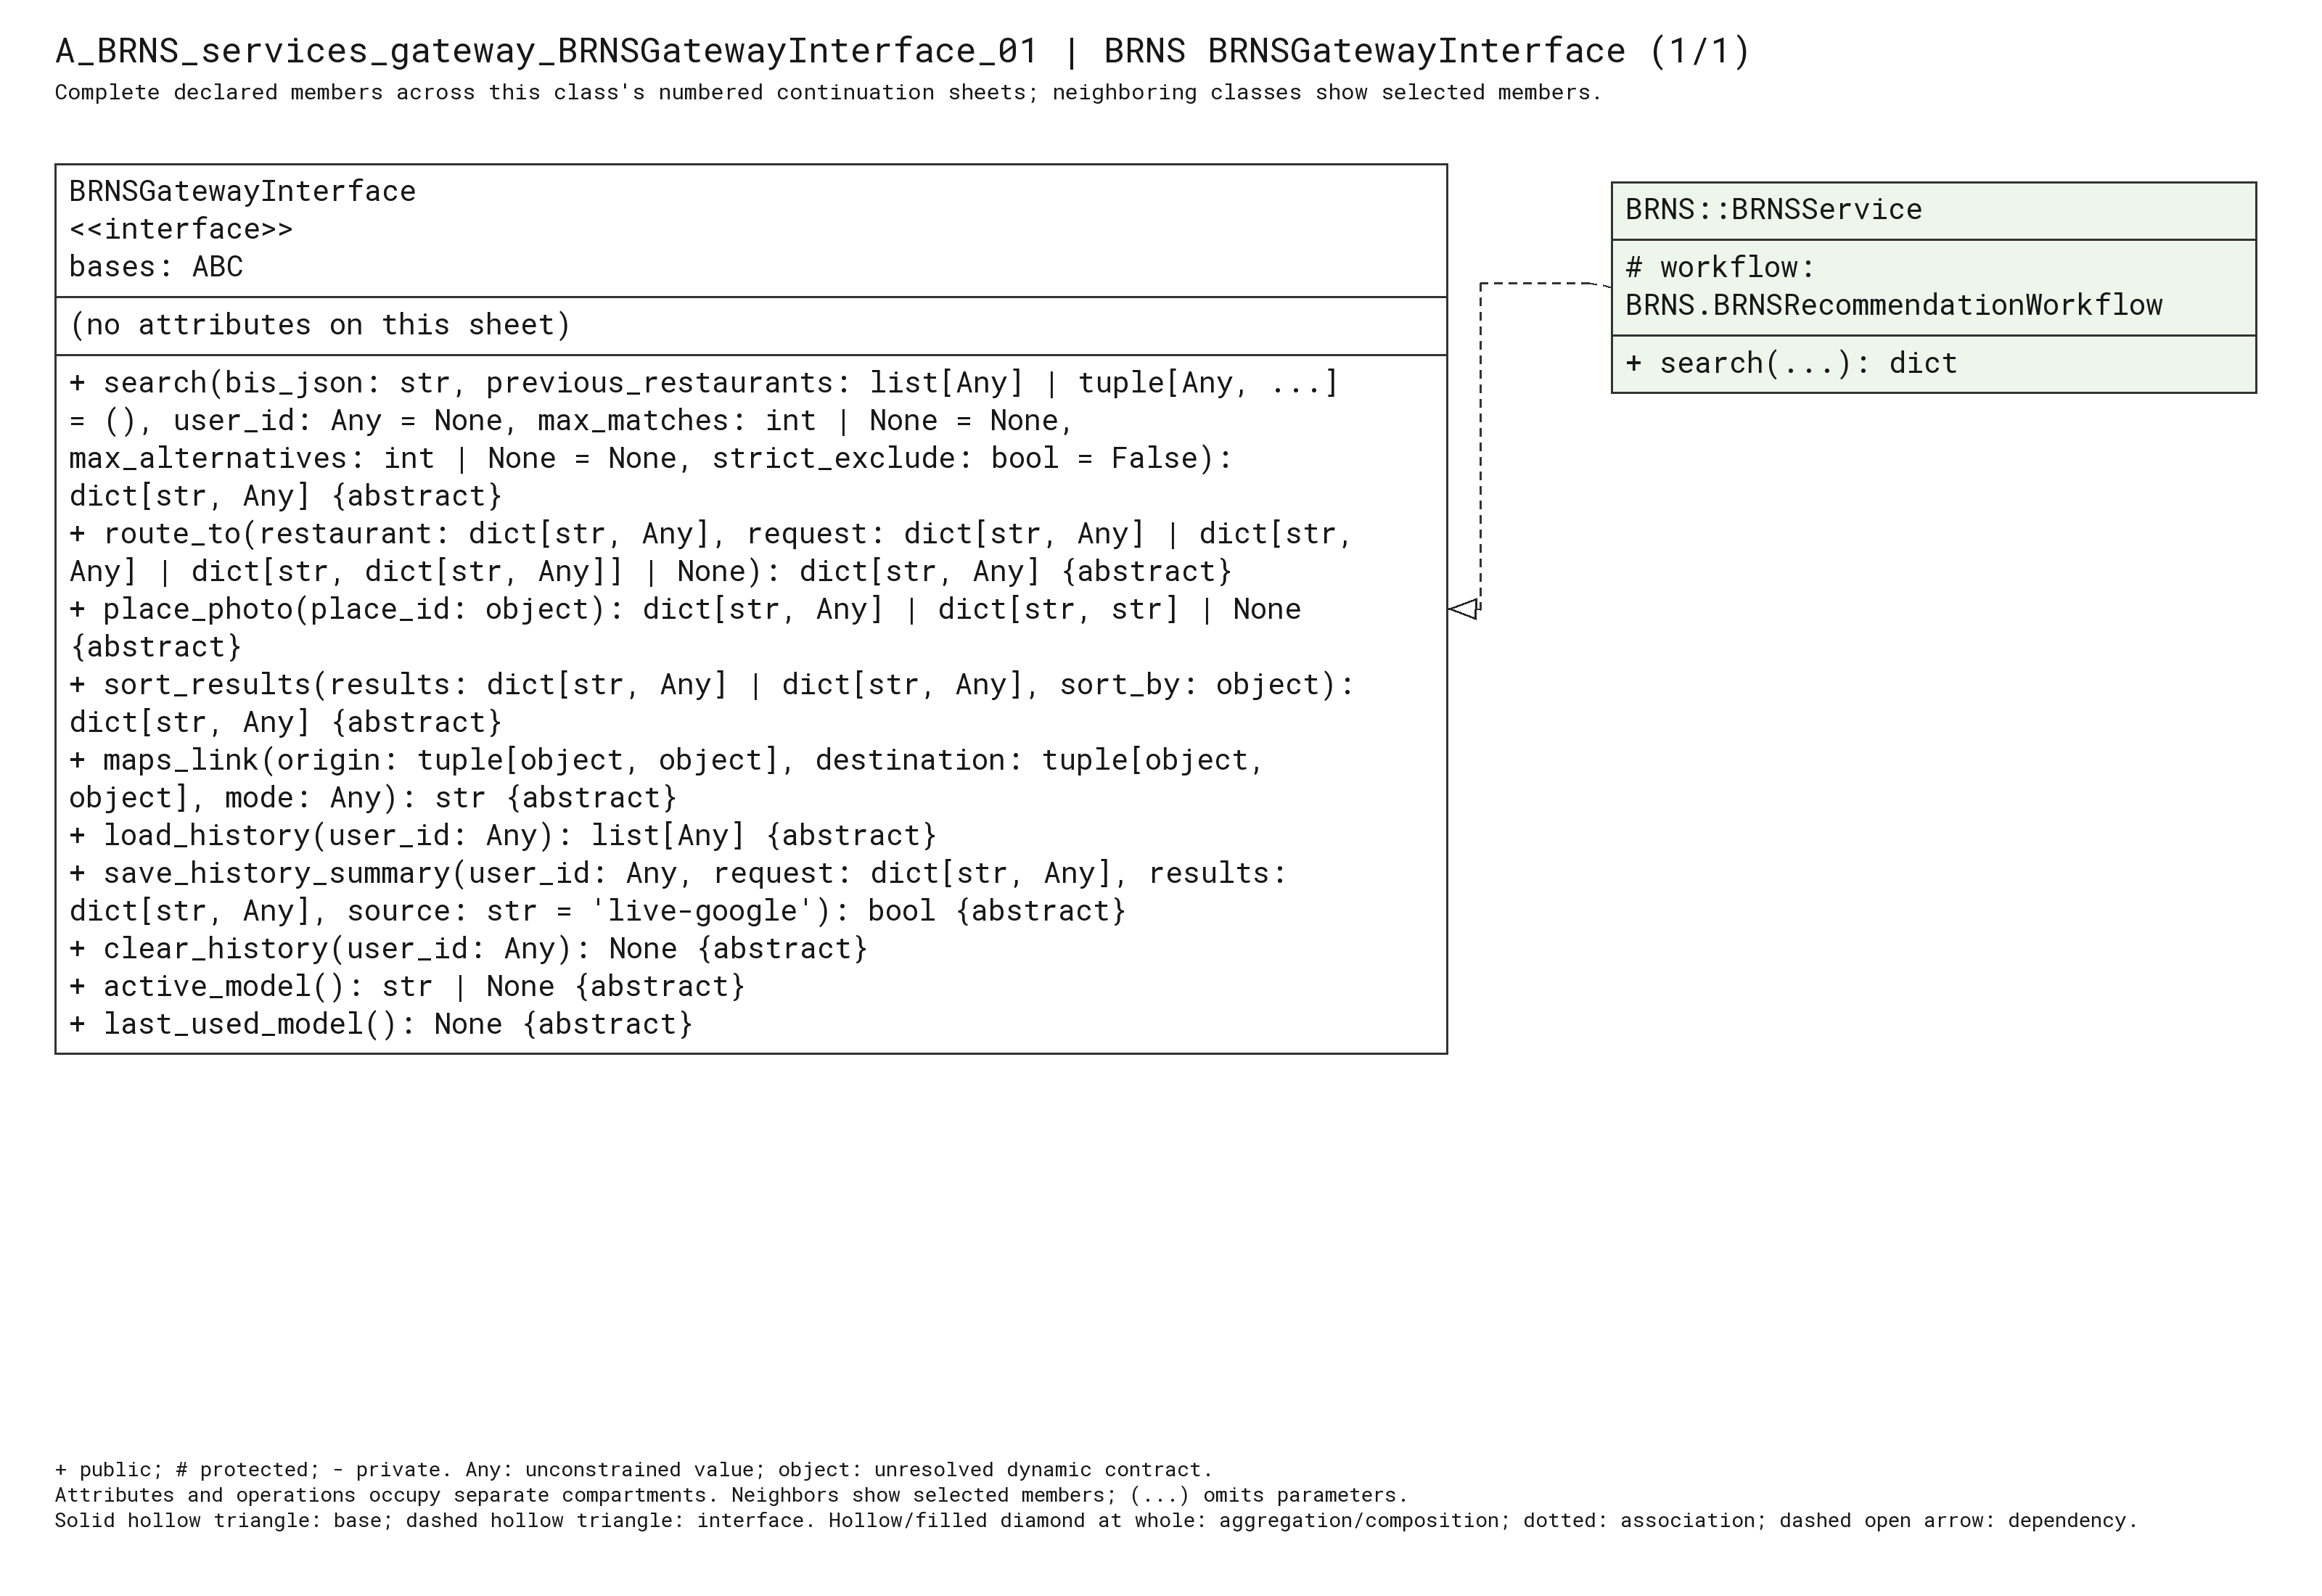 A_BRNS_services_gateway_BRNSGatewayInterface_01 | BRNS BRNSGatewayInterface (1/1)
Complete declared members across this class's numbered continuation sheets; neighboring classes show selected members.
BRNSGatewayInterface
<<interface>>
bases: ABC
(no attributes on this sheet)
+ search(bis_json: str, previous_restaurants: list[Any] | tuple[Any, ...]
= (), user_id: Any = None, max_matches: int | None = None,
max_alternatives: int | None = None, strict_exclude: bool = False):
dict[str, Any] {abstract}
+ route_to(restaurant: dict[str, Any], request: dict[str, Any] | dict[str,
Any] | dict[str, dict[str, Any]] | None): dict[str, Any] {abstract}
+ place_photo(place_id: object): dict[str, Any] | dict[str, str] | None
{abstract}
+ sort_results(results: dict[str, Any] | dict[str, Any], sort_by: object):
dict[str, Any] {abstract}
+ maps_link(origin: tuple[object, object], destination: tuple[object,
object], mode: Any): str {abstract}
+ load_history(user_id: Any): list[Any] {abstract}
+ save_history_summary(user_id: Any, request: dict[str, Any], results:
dict[str, Any], source: str = 'live-google'): bool {abstract}
+ clear_history(user_id: Any): None {abstract}
+ active_model(): str | None {abstract}
+ last_used_model(): None {abstract}
BRNS::BRNSService
# workflow:
BRNS.BRNSRecommendationWorkflow
+ search(...): dict
+ public; # protected; - private. Any: unconstrained value; object: unresolved dynamic contract.
Attributes and operations occupy separate compartments. Neighbors show selected members; (...) omits parameters.
Solid hollow triangle: base; dashed hollow triangle: interface. Hollow/filled diamond at whole: aggregation/composition; dotted: association; dashed open arrow: dependency.